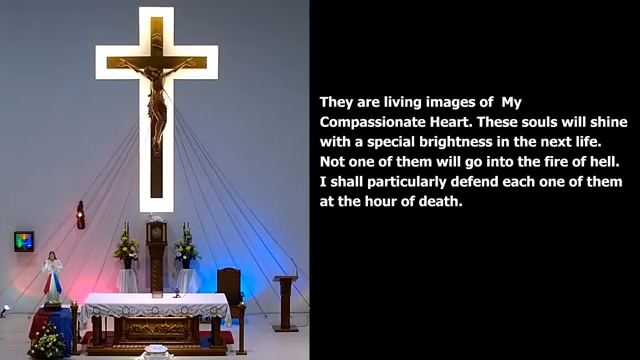 They are living images of  My
Compassionate Heart. These souls will shine
with a special brightness in the next life.
Not one of them will go into the fire of hell.
I shall particularly defend each one of them
at the hour of death.